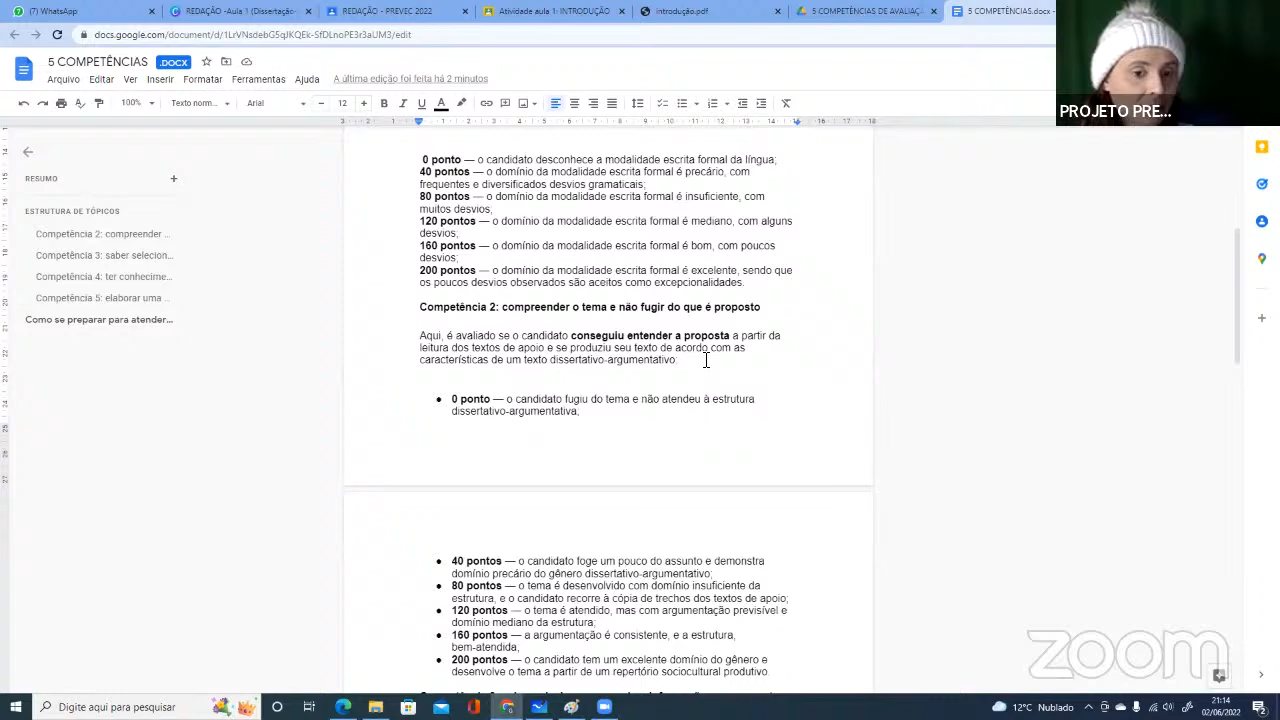 WhatsApp
REDAÇÃO -Aula 1 (Dissertação-
REDAÇÃO - PREVEC 2022
Atividade aula 1: INTRODUÇÃO
Introdução.pdf
5 COMPETÊNCIAS DE AVALIAÇ
5 COMPETÊNCIAS.docx -
docs.google.com/document/d/1LrVNsdebG5qJKQEk-SfDLnoPE3r3aUM3/edit
5 COMPETÊNCIAS .DOCX
Arquivo Editar Ver Inserir Formatar Ferramentas Ajuda A última edição foi feita há 2 minutos
100% Texto norm... Arial 12
PROJETO PRE...
RESUMO
ESTRUTURA DE TÓPICOS
Competência 2: compreender ...
Competência 3: saber selecion...
Competência 4: ter conhecime...
Competência 5: elaborar uma ...
Como se preparar para atender...
0 ponto — o candidato desconhece a modalidade escrita formal da língua;
40 pontos — o domínio da modalidade escrita formal é precário, com
frequentes e diversificados desvios gramaticais;
80 pontos — o domínio da modalidade escrita formal é insuficiente, com
muitos desvios;
120 pontos — o domínio da modalidade escrita formal é mediano, com alguns
desvios;
160 pontos — o domínio da modalidade escrita formal é bom, com poucos
desvios;
200 pontos — o domínio da modalidade escrita formal é excelente, sendo que
os poucos desvios observados são aceitos como excepcionalidades.
Competência 2: compreender o tema e não fugir do que é proposto
Aqui, é avaliado se o candidato conseguiu entender a proposta a partir da
leitura dos textos de apoio e se produziu seu texto de acordo com as
características de um texto dissertativo-argumentativo:
● 0 ponto — o candidato fugiu do tema e não atendeu à estrutura
dissertativo-argumentativa;
● 40 pontos — o candidato foge um pouco do assunto e demonstra
domínio precário do gênero dissertativo-argumentativo;
● 80 pontos — o tema é desenvolvido com domínio insuficiente da
estrutura, e o candidato recorre à cópia de trechos dos textos de apoio;
● 120 pontos — o tema é atendido, mas com argumentação previsível e
domínio mediano da estrutura;
● 160 pontos — a argumentação é consistente, e a estrutura,
bem-atendida;
● 200 pontos — o candidato tem um excelente domínio do gênero e
desenvolve o tema a partir de um repertório sociocultural produtivo.
zoom
Digite aqui para pesquisar
12°C Nublado
21:14
02/06/2022